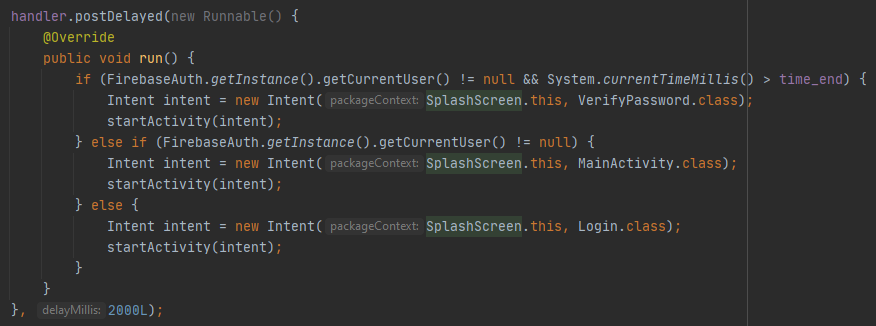 handler.postDelayed(new Runnable() {
    @Override
    public void run() {
        if (FirebaseAuth.getInstance().getCurrentUser() != null && System.currentTimeMillis() > time_end) {
            Intent intent = new Intent( packageContext: SplashScreen.this, VerifyPassword.class);
            startActivity(intent);
        } else if (FirebaseAuth.getInstance().getCurrentUser() != null) {
            Intent intent = new Intent( packageContext: SplashScreen.this, MainActivity.class);
            startActivity(intent);
        } else {
            Intent intent = new Intent( packageContext: SplashScreen.this, Login.class);
            startActivity(intent);
        }
    }
}, delayMillis: 2000L);